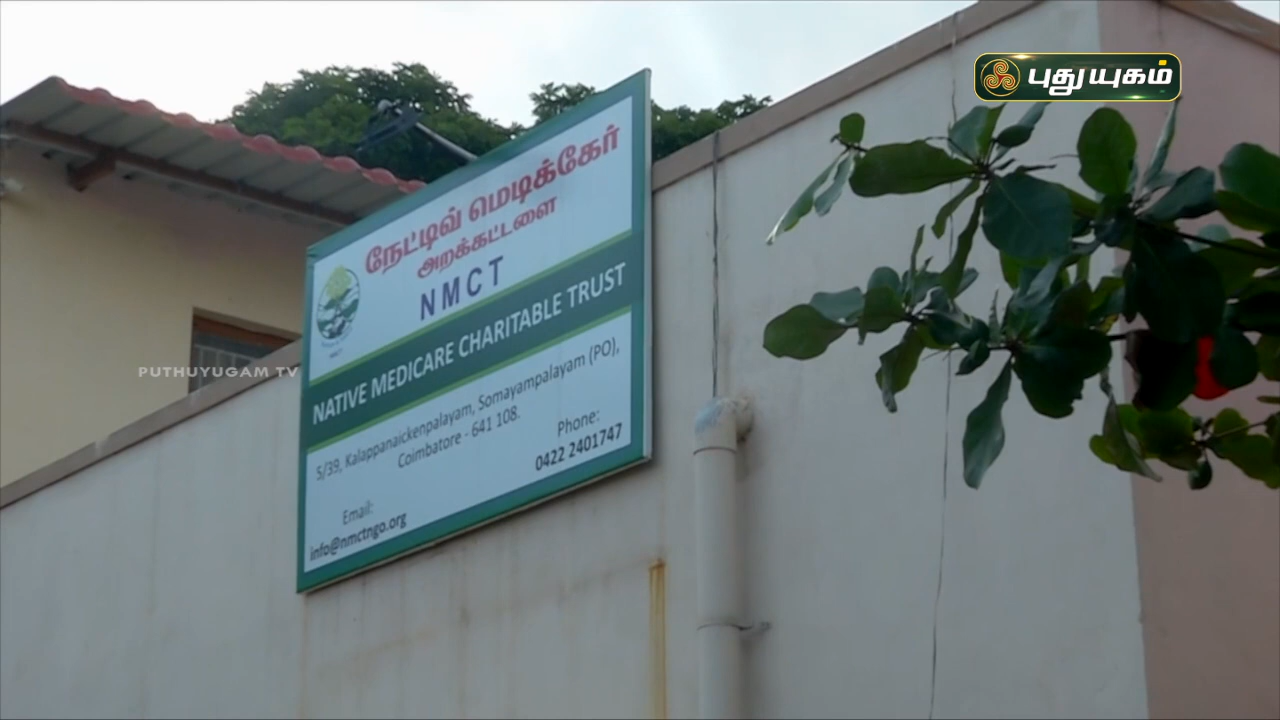 புதுயுகம்
நேட்டிவ் மெடிக்கேர்
அறக்கட்டளை
NMCT
NATIVE MEDICARE CHARITABLE TRUST
5/39, Kalappanaickenpalayam, Somayampalayam (PO),
Coimbatore - 641 108.
Phone:
0422 2401747
Email:
info@nmctngo.org
PUTHUYUGAM TV